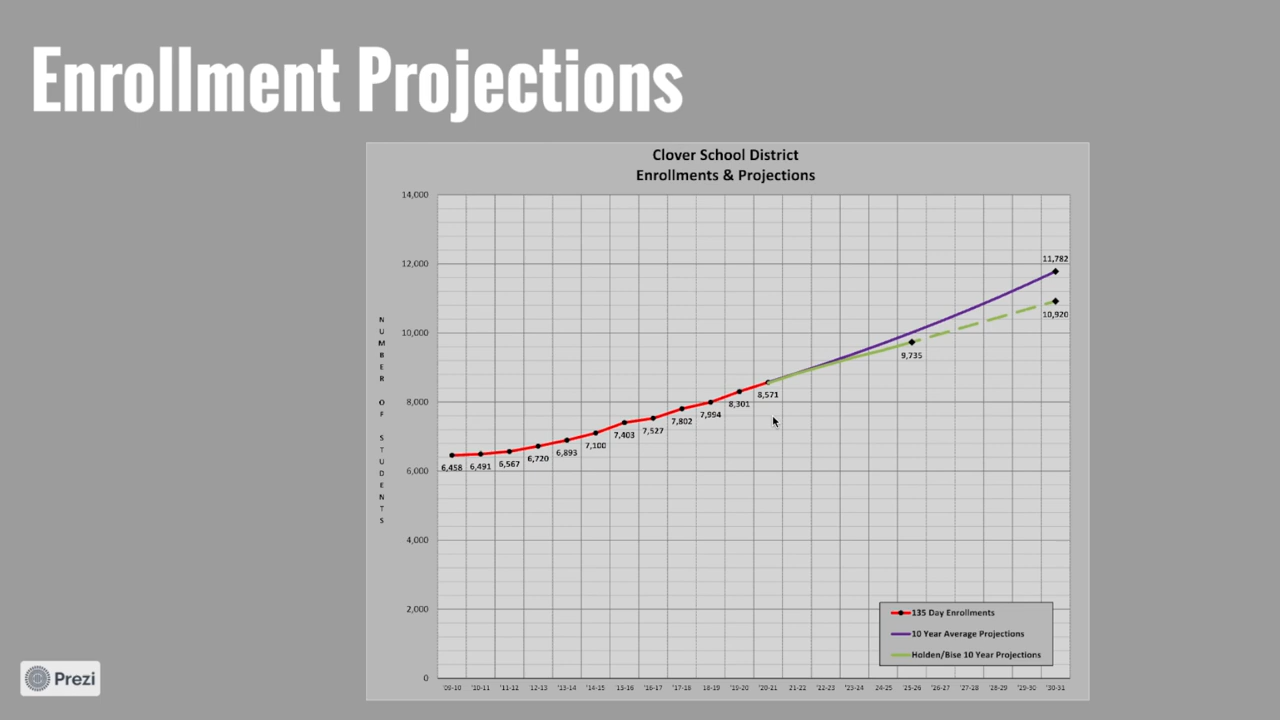 Enrollment Projections
Clover School District
Enrollments & Projections
14,000
12,000
10,000
8,000
6,000
4,000
2,000
0
NUMBER OF STUDENTS
6,458
6,491
6,567
6,720
6,893
7,100
7,403
7,527
7,802
7,994
8,301
8,571
9,735
11,782
10,920
135 Day Enrollments
10 Year Average Projections
Holden/Bise 10 Year Projections
'09-10 '10-11 '11-12 '12-13 '13-14 '14-15 '15-16 '16-17 '17-18 18-19 '19-20 '20-21 21-22 '22-23 '23-24 24-25 '25-26 '26-27 '27-28 '28-29 '29-30 '30-31
Prezi